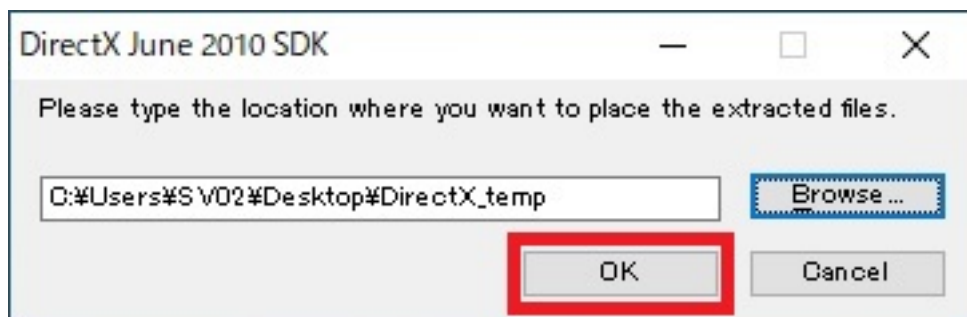 DirectX June 2010 SDK
Please type the location where you want to place the extracted files.
C:¥Users¥SV02¥Desktop¥DirectX_temp
Browse...
OK
Cancel